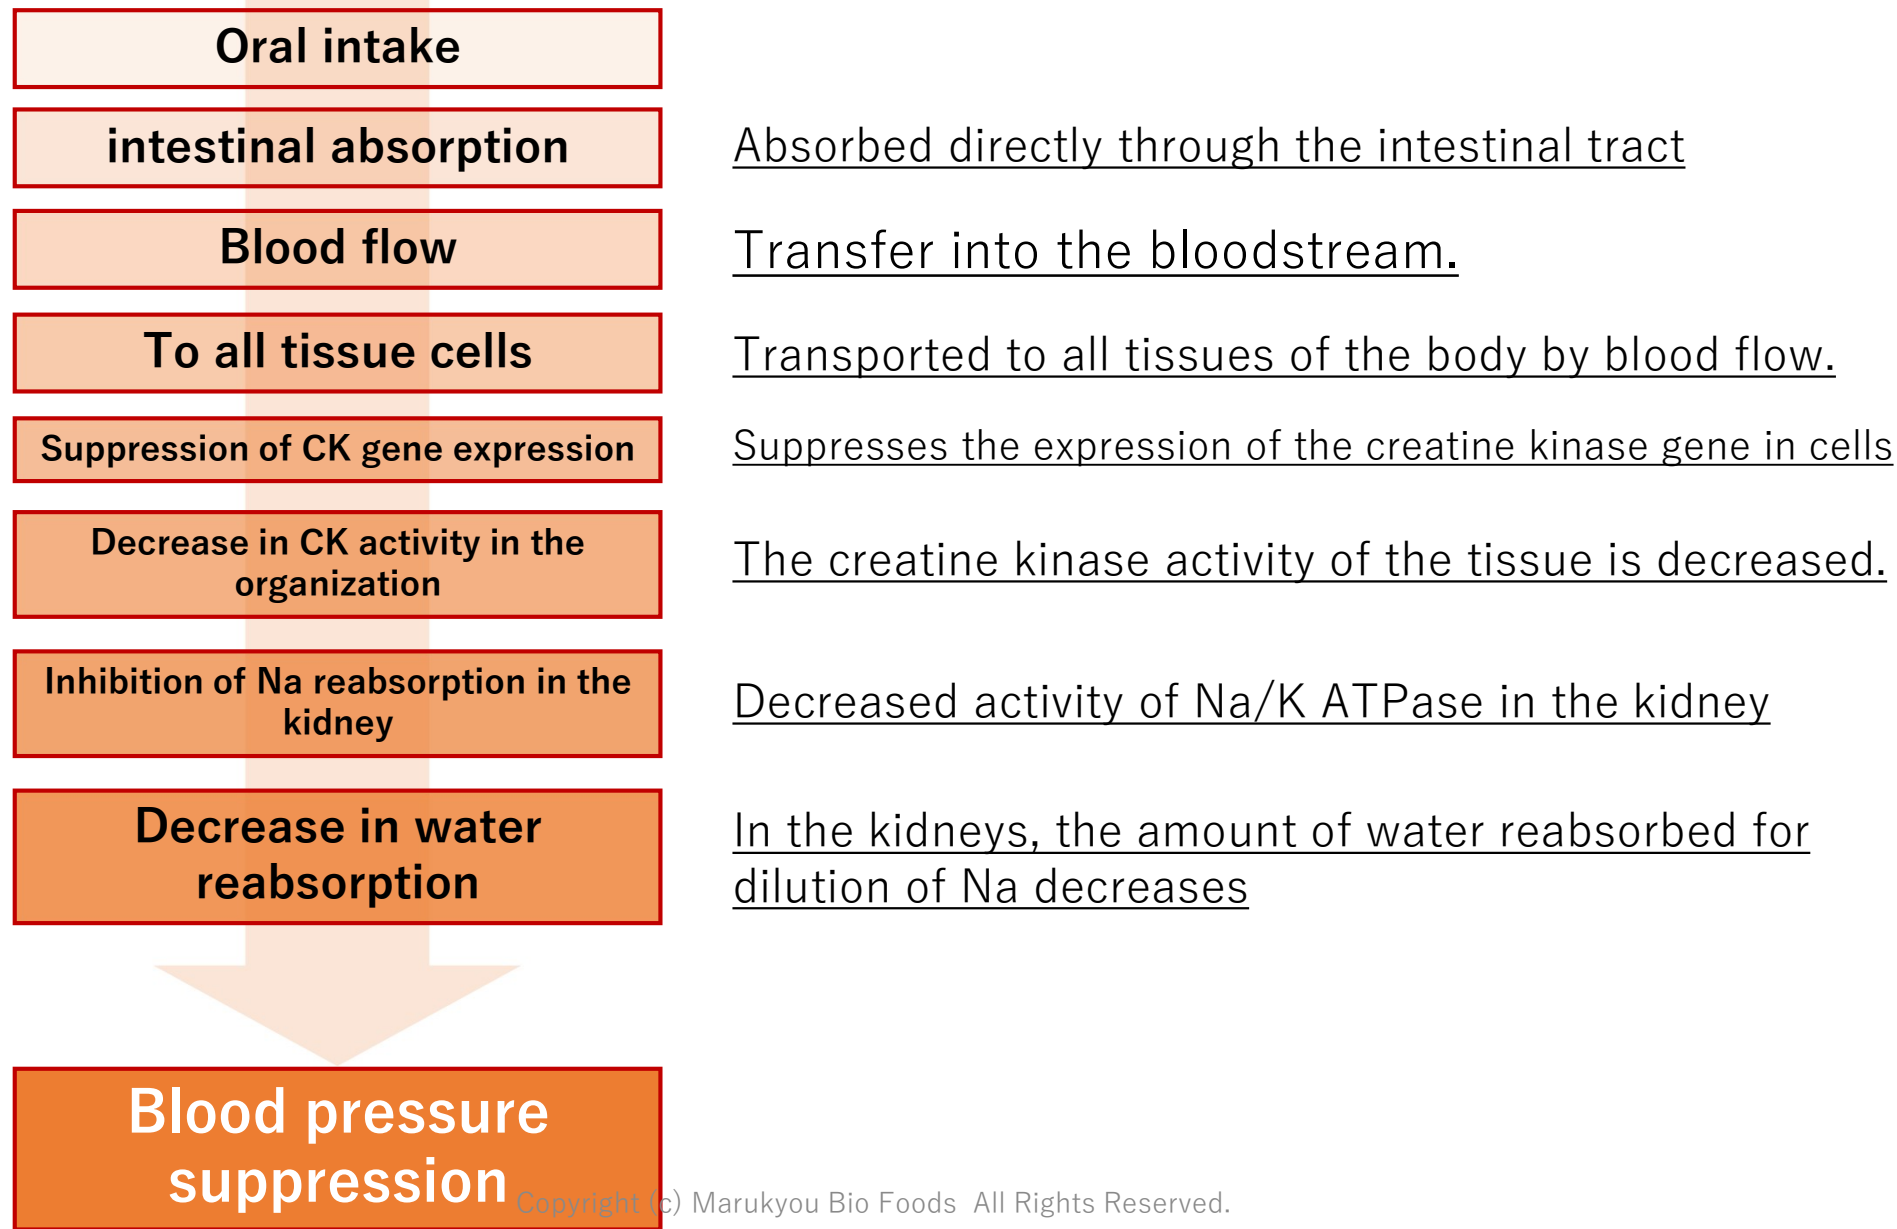 Oral intake
intestinal absorption
Absorbed directly through the intestinal tract
Blood flow
Transfer into the bloodstream.
To all tissue cells
Transported to all tissues of the body by blood flow.
Suppression of CK gene expression
Suppresses the expression of the creatine kinase gene in cells
Decrease in CK activity in the
organization
The creatine kinase activity of the tissue is decreased.
Inhibition of Na reabsorption in the
kidney
Decreased activity of Na/K ATPase in the kidney
Decrease in water
reabsorption
In the kidneys, the amount of water reabsorbed for
dilution of Na decreases
Blood pressure
suppression
Copyright (c) Marukyou Bio Foods All Rights Reserved.